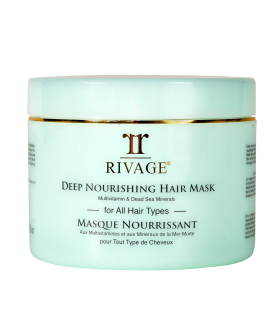 RIVAGE®
DEEP NOURISHING HAIR MASK
Multivitamin & Dead Sea Minerals
for All Hair Types
MASQUE NOURRISSANT
Aux Multivitamines et aux Minéraux de la Mer Morte
pour Tout Type de Cheveux